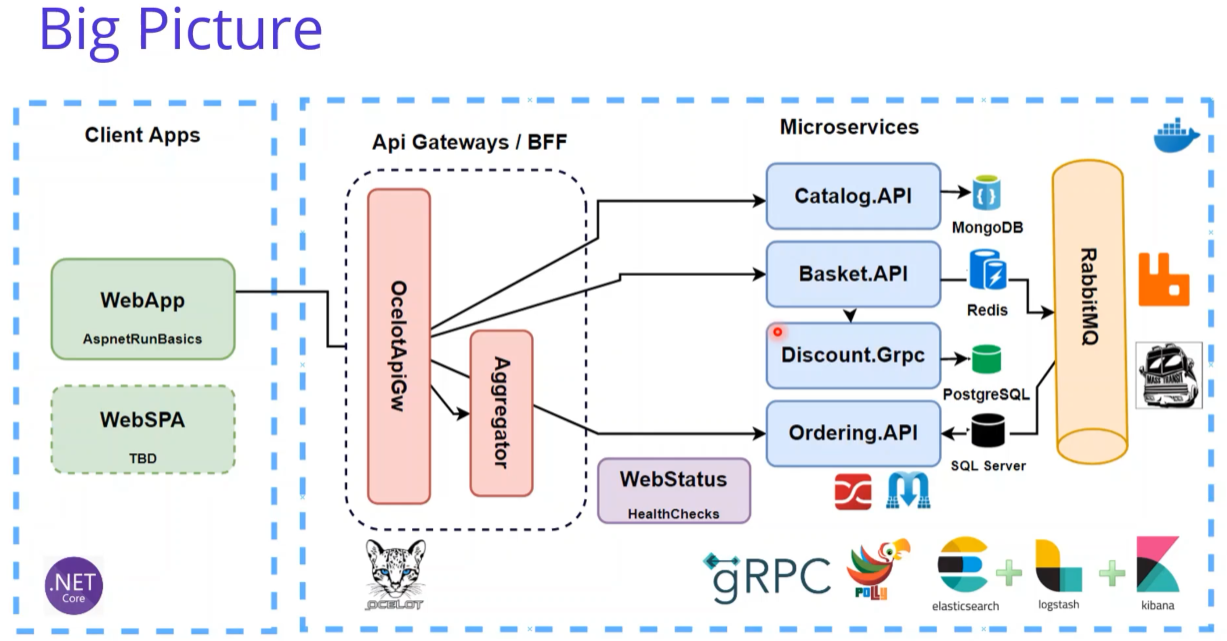 Big Picture
Client Apps
WebApp
AspnetRunBasics
WebSPA
TBD
.NET
Core
Api Gateways / BFF
OcelotApiGw
Aggregator
OCELOT
WebStatus
HealthChecks
Microservices
Catalog.API
MongoDB
Basket.API
Redis
Discount.Grpc
PostgreSQL
Ordering.API
SQL Server
RabbitMQ
MASS TRANSIT
gRPC
POLLY
elasticsearch
logstash
kibana